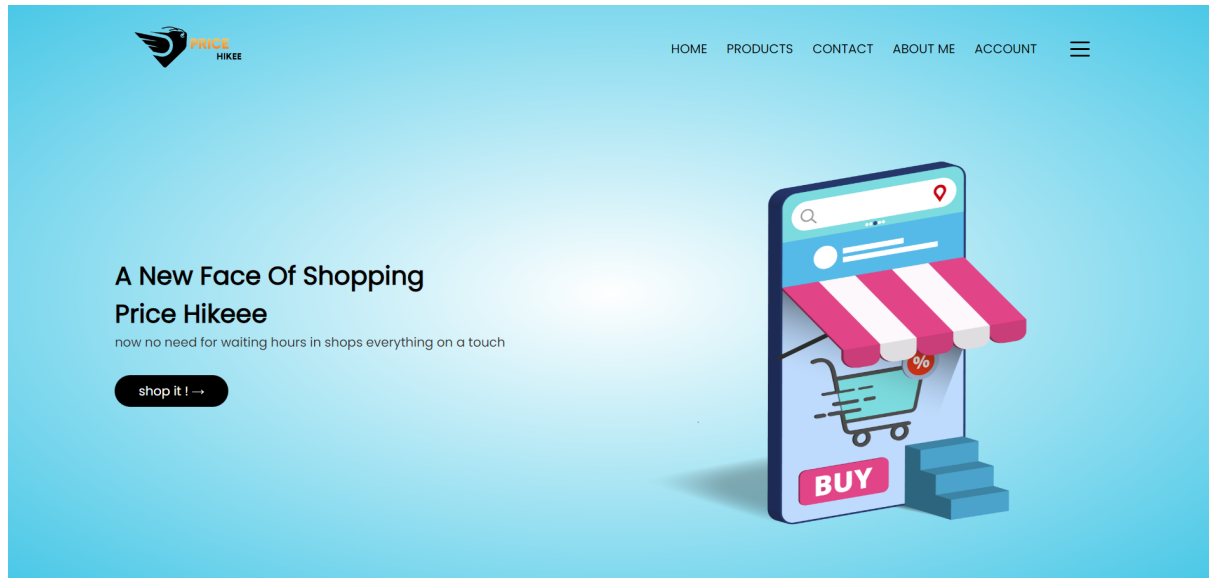 PRICE
HIKEE
HOME PRODUCTS CONTACT ABOUT ME ACCOUNT
A New Face Of Shopping
Price Hikeee
now no need for waiting hours in shops everything on a touch
shop it ! →
%
BUY